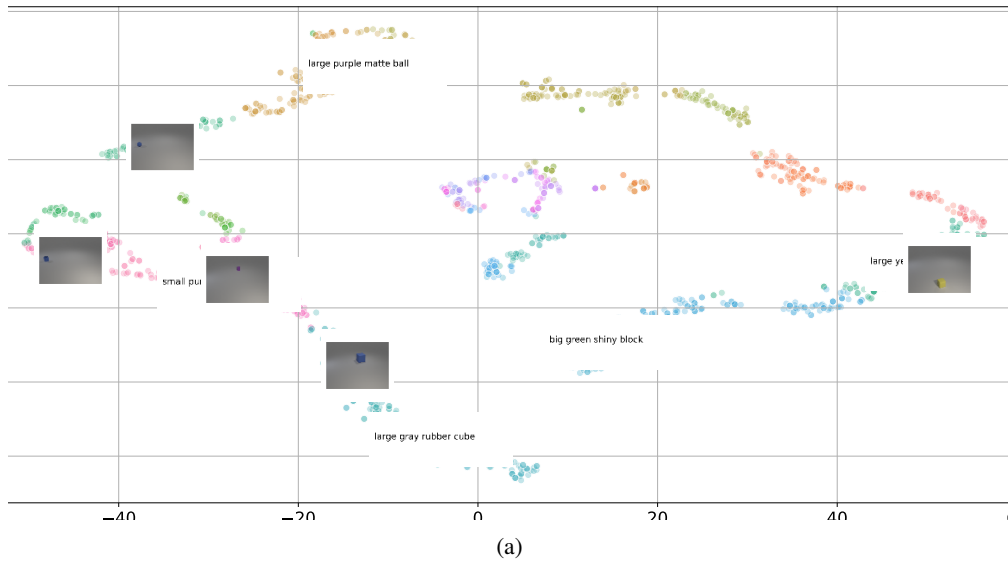 large purple matte ball
small pu
large ye
big green shiny block
large gray rubber cube
−40
−20
0
20
40
(a)